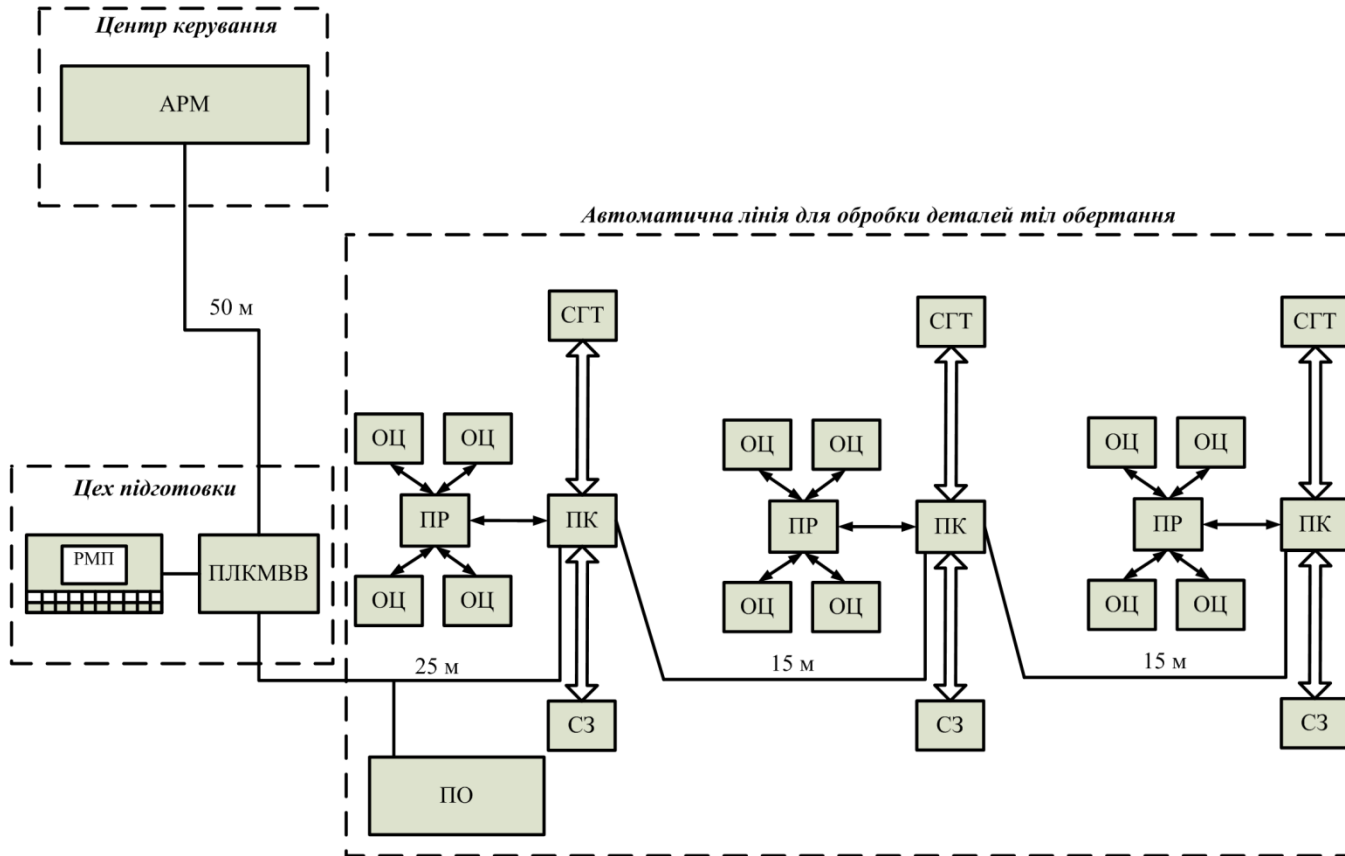 Центр керування
АРМ
Автоматична лінія для обробки деталей тіл обертання
50 м
СГТ
СГТ
СГТ
ОЦ
ОЦ
ОЦ
ОЦ
ОЦ
ОЦ
Цех підготовки
РМП
ПЛКМВВ
ПР
ПК
ПР
ПК
ПР
ПК
ОЦ
ОЦ
ОЦ
ОЦ
ОЦ
ОЦ
25 м
15 м
15 м
СЗ
СЗ
СЗ
ПО